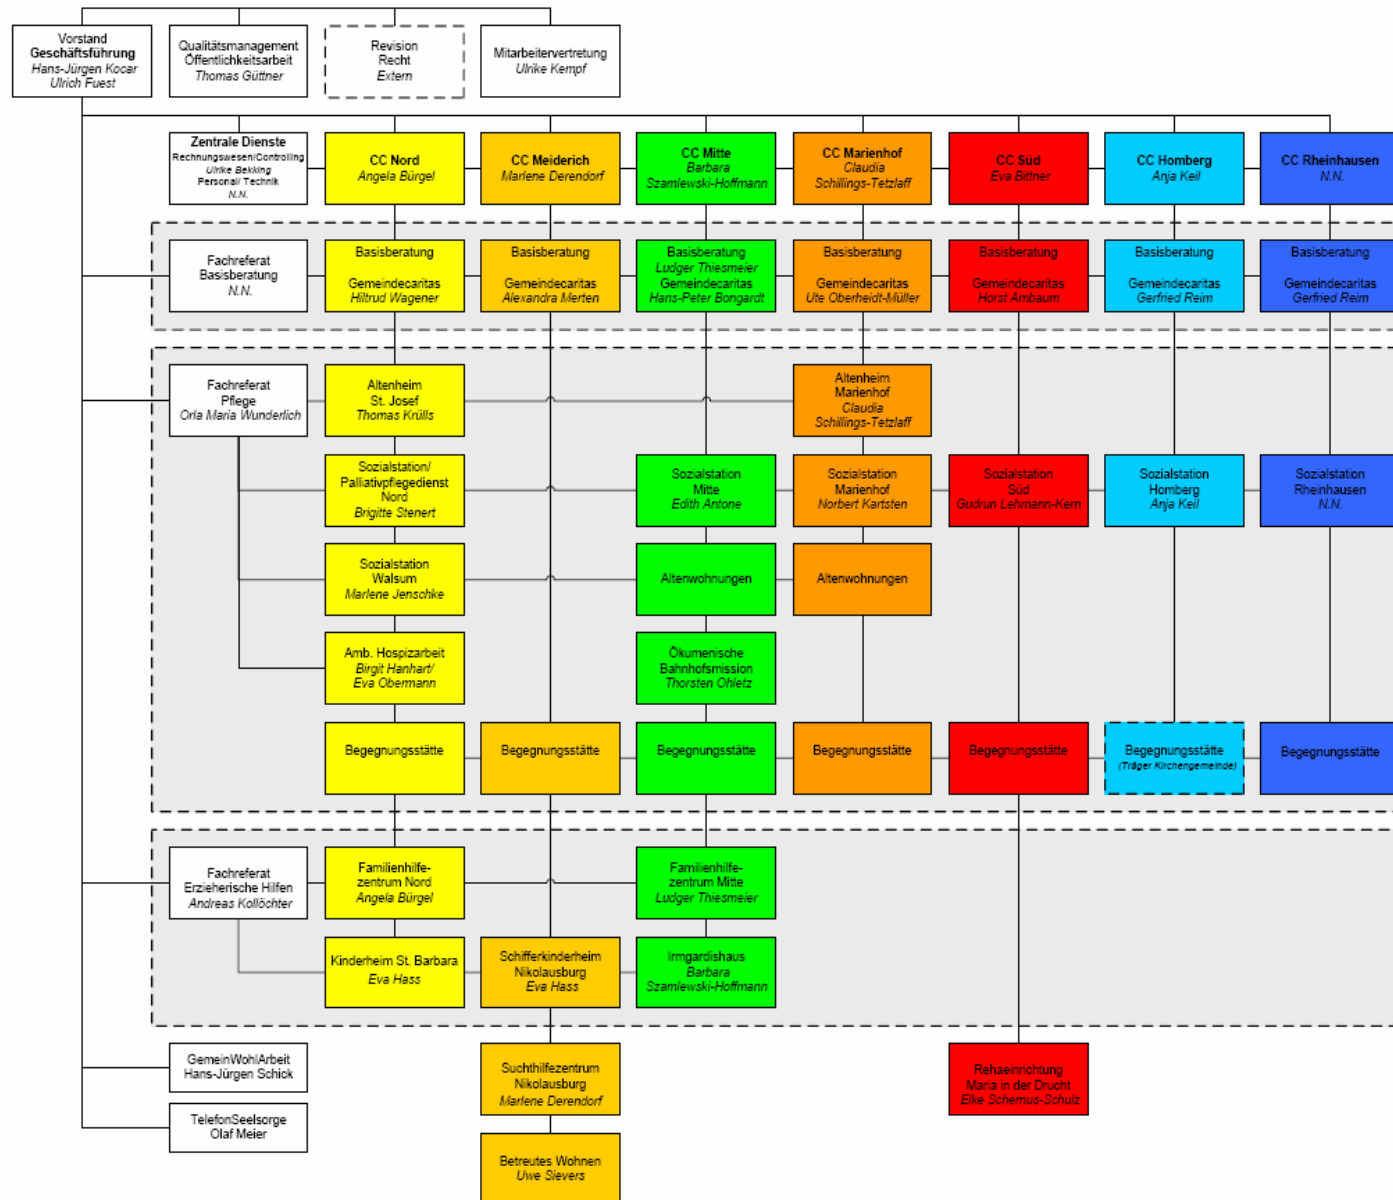 Vorstand
Geschäftsführung
Hans-Jürgen Kocar
Ulrich Fuest
Qualitätsmanagement
Öffentlichkeitsarbeit
Thomas Güttner
Revision
Recht
Extern
Mitarbeitervertretung
Ulrike Kempf
Zentrale Dienste
Rechnungswesen/Controlling
Ulrike Bekking
Personal/ Technik
N.N.
CC Nord
Angela Bürgel
CC Meiderich
Marlene Derendorf
CC Mitte
Barbara
Szamlewski-Hoffmann
CC Marienhof
Claudia
Schillings-Tetzlaff
CC Süd
Eva Bittner
CC Homberg
Anja Keil
CC Rheinhausen
N.N.
Fachreferat
Basisberatung
N.N.
Basisberatung
Gemeindecaritas
Hiltrud Wagener
Basisberatung
Gemeindecaritas
Alexandra Merten
Basisberatung
Ludger Thiesmeier
Gemeindecaritas
Hans-Peter Bongardt
Basisberatung
Gemeindecaritas
Ute Oberheidt-Müller
Basisberatung
Gemeindecaritas
Horst Ambaum
Basisberatung
Gemeindecaritas
Gerfried Reim
Basisberatung
Gemeindecaritas
Gerfried Reim
Fachreferat
Pflege
Orla Maria Wunderlich
Altenheim
St. Josef
Thomas Krülls
Altenheim
Marienhof
Claudia
Schillings-Tetzlaff
Sozialstation/
Palliativpflegedienst
Nord
Brigitte Stenert
Sozialstation
Mitte
Edith Antone
Sozialstation
Marienhof
Norbert Kartsten
Sozialstation
Süd
Gudrun Lehmann-Kern
Sozialstation
Homberg
Anja Keil
Sozialstation
Rheinhausen
N.N.
Sozialstation
Walsum
Marlene Jenschke
Altenwohnungen
Altenwohnungen
Amb. Hospizarbeit
Birgit Hanhart/
Eva Obermann
Ökumenische
Bahnhofsmission
Thorsten Ohletz
Begegnungsstätte
Begegnungsstätte
Begegnungsstätte
Begegnungsstätte
Begegnungsstätte
Begegnungsstätte
(Träger Kirchengemeinde)
Begegnungsstätte
Fachreferat
Erzieherische Hilfen
Andreas Kollöchter
Familienhilfe-
zentrum Nord
Angela Bürgel
Familienhilfe-
zentrum Mitte
Ludger Thiesmeier
Kinderheim St. Barbara
Eva Hass
Schifferkinderheim
Nikolausburg
Eva Hass
Irmgardishaus
Barbara
Szamlewski-Hoffmann
GemeinWohlArbeit
Hans-Jürgen Schick
Suchthilfezentrum
Nikolausburg
Marlene Derendorf
Rehaeinrichtung
Maria in der Drucht
Elke Schemus-Schulz
TelefonSeelsorge
Olaf Meier
Betreutes Wohnen
Uwe Sievers